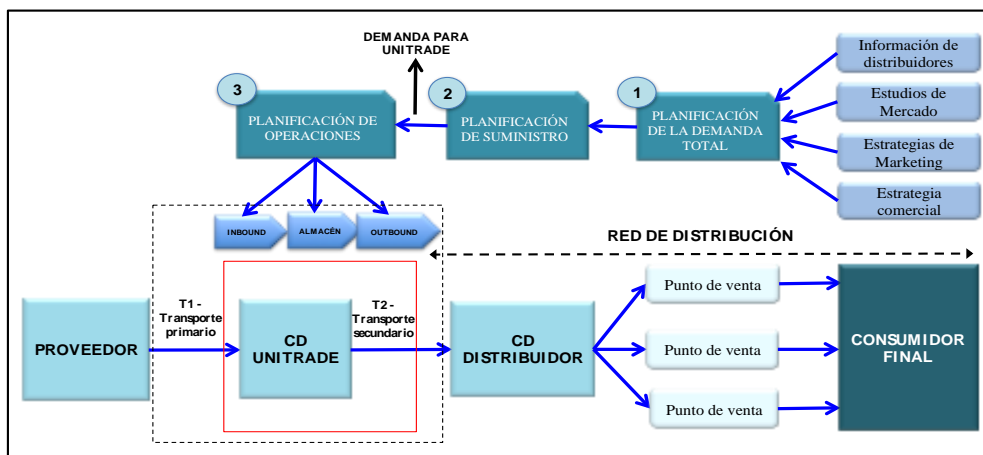 DEMANDA PARA
UNITRADE
3
PLANIFICACIÓN DE
OPERACIONES
2
PLANIFICACIÓN
DE SUMINISTRO
1
PLANIFICACIÓN
DE LA DEMANDA
TOTAL
Información de
distribuidores
Estudios de
Mercado
Estrategias de
Marketing
Estrategia
comercial
INBOUND
ALMACÉN
OUTBOUND
RED DE DISTRIBUCIÓN
PROVEEDOR
T1 -
Transporte
primario
CD
UNITRADE
T2 -
Transporte
secundario
CD
DISTRIBUIDOR
Punto de venta
Punto de venta
Punto de venta
CONSUMIDOR
FINAL